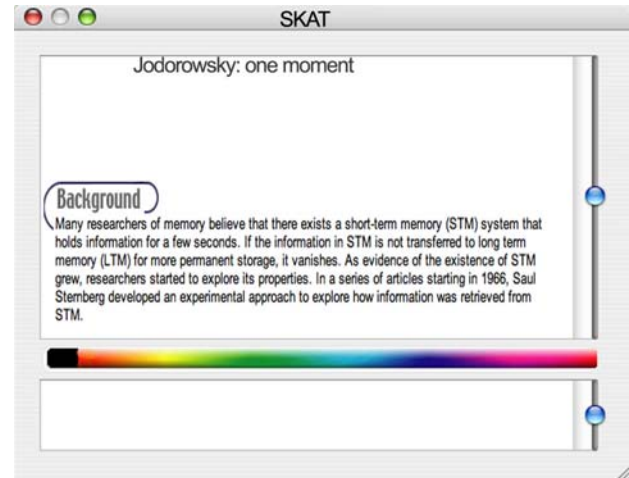 SKAT
Jodorowsky: one moment
Background
Many researchers of memory believe that there exists a short-term memory (STM) system that
holds information for a few seconds. If the information in STM is not transferred to long term
memory (LTM) for more permanent storage, it vanishes. As evidence of the existence of STM
grew, researchers started to explore its properties. In a series of articles starting in 1966, Saul
Sternberg developed an experimental approach to explore how information was retrieved from
STM.